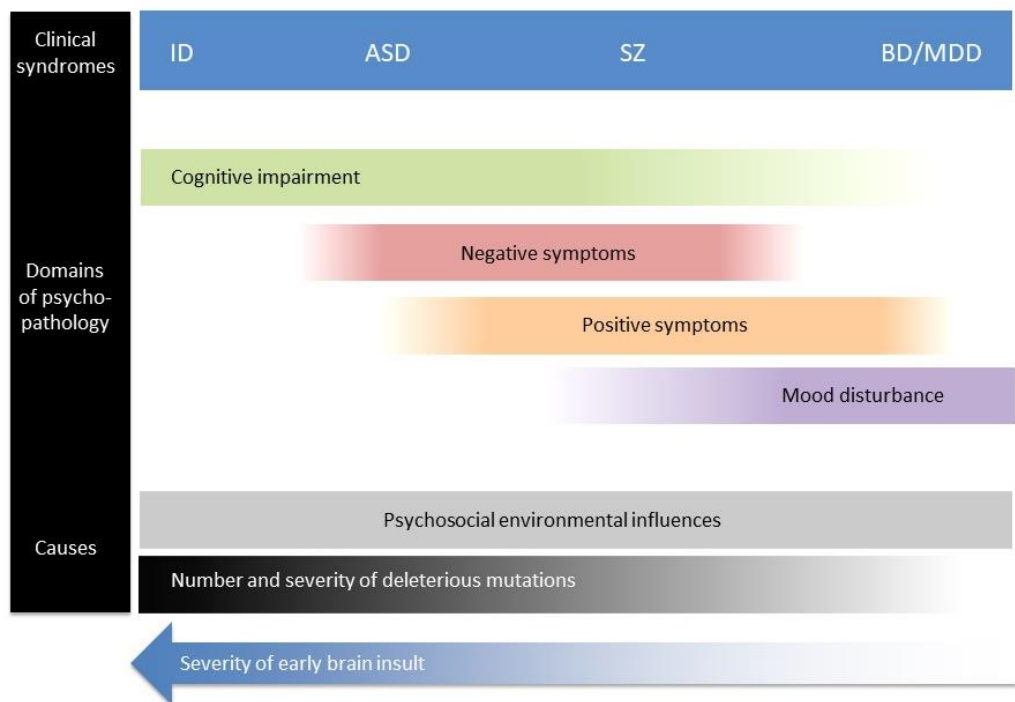 Clinical
syndromes
ID ASD SZ BD/MDD
Cognitive impairment
Negative symptoms
Domains
of psycho-
pathology
Positive symptoms
Mood disturbance
Psychosocial environmental influences
Causes
Number and severity of deleterious mutations
Severity of early brain insult